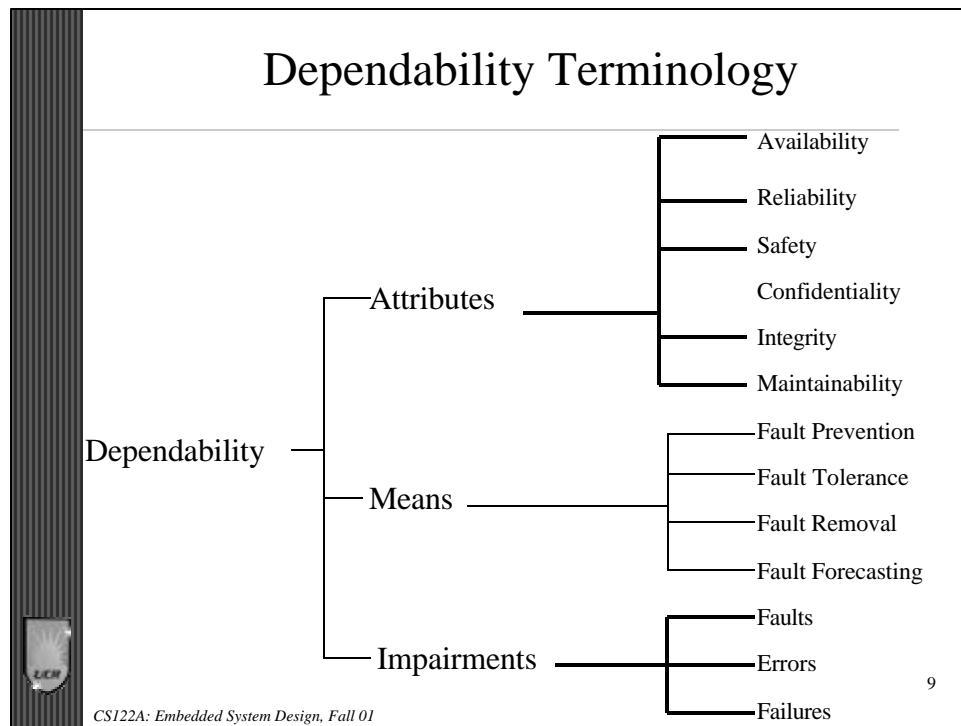 Dependability Terminology
Availability
Reliability
Safety
Confidentiality
Integrity
Maintainability
Attributes
Dependability
Means
Fault Prevention
Fault Tolerance
Fault Removal
Fault Forecasting
Impairments
Faults
Errors
Failures
UCR
CS122A: Embedded System Design, Fall 01
9